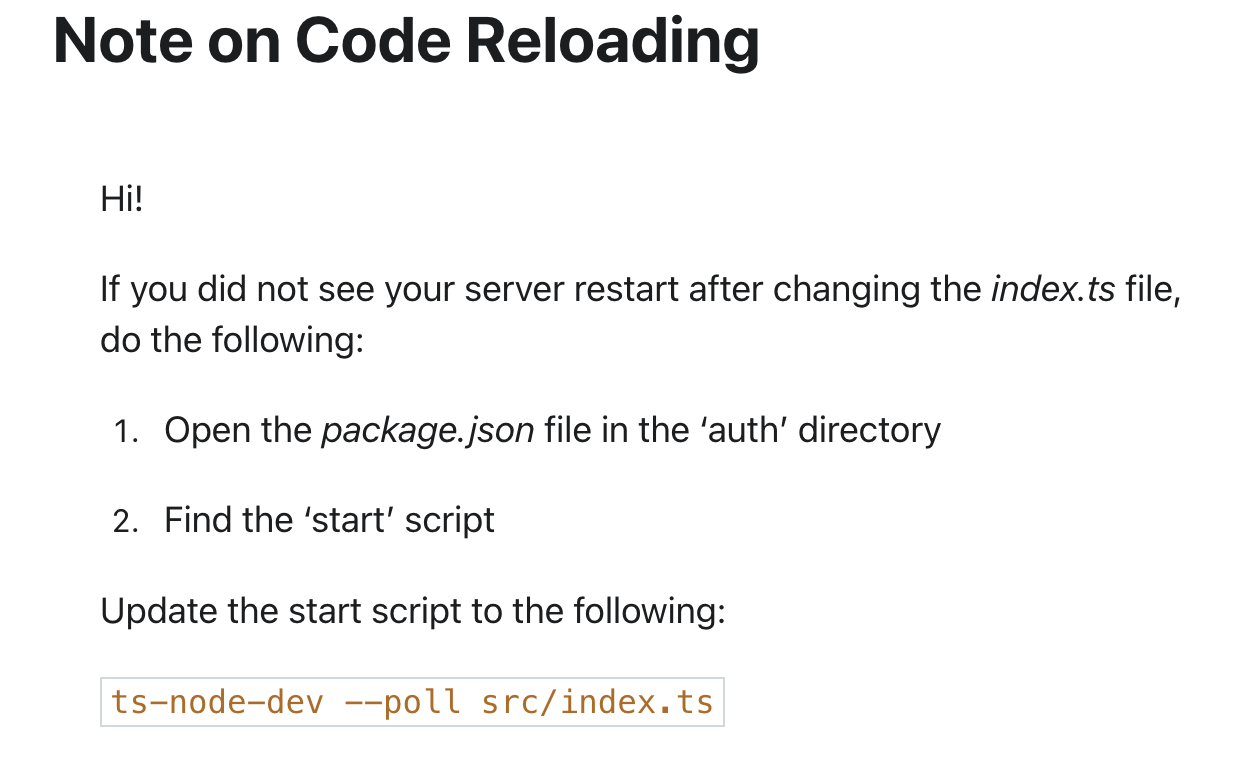 Note on Code Reloading
Hi!
If you did not see your server restart after changing the index.ts file,
do the following:
1. Open the package.json file in the ‘auth’ directory
2. Find the ‘start’ script
Update the start script to the following:
ts-node-dev --poll src/index.ts